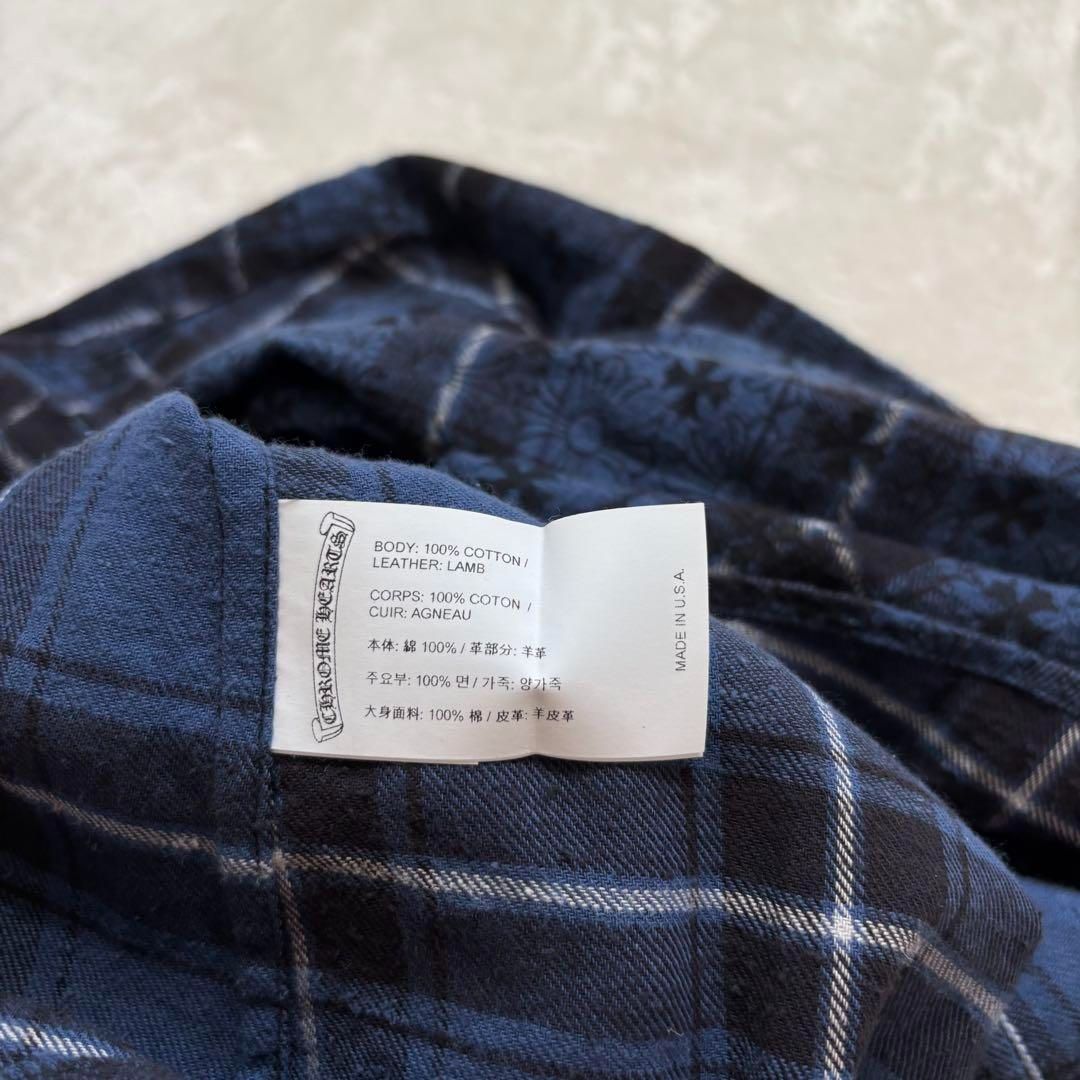 CHROME HEARTS
BODY: 100% COTTON /
LEATHER: LAMB
CORPS: 100% COTON /
CUIR: AGNEAU
本体: 綿 100% / 革部分: 羊革
주요부: 100% 면 / 가죽: 양가죽
大身面料: 100% 棉 / 皮革: 羊皮革
MADE IN U.S.A.